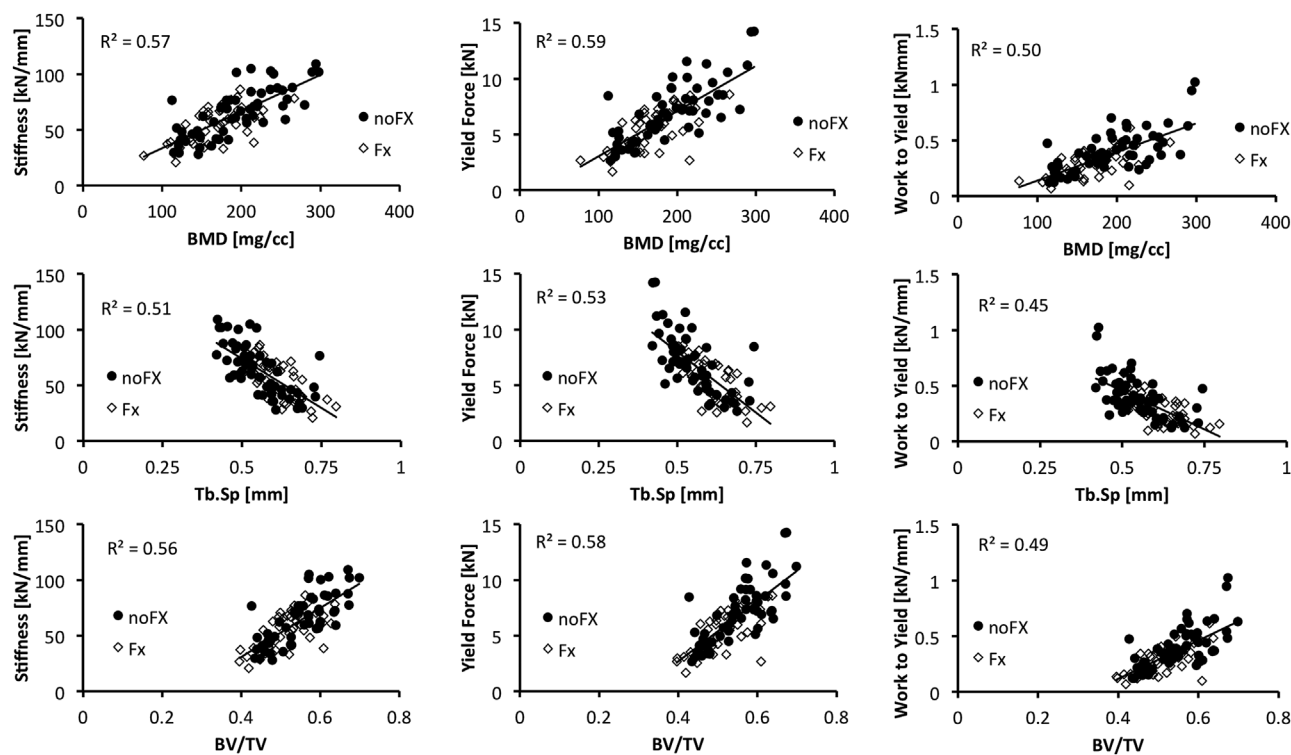 R² = 0.57
Stiffness [kN/mm]
150
100
50
0
0 100 200 300 400
BMD [mg/cc]
noFX
Fx
R² = 0.59
Yield Force [kN]
15
10
5
0
0 100 200 300 400
BMD [mg/cc]
noFX
Fx
R² = 0.50
Work to Yield [kNmm]
1.5
1
0.5
0
0 100 200 300 400
BMD [mg/cc]
noFX
Fx
R² = 0.51
Stiffness [kN/mm]
150
100
50
0
0 0.25 0.5 0.75 1
Tb.Sp [mm]
noFX
Fx
R² = 0.53
Yield Force [kN]
15
10
5
0
0 0.25 0.5 0.75 1
Tb.Sp [mm]
noFX
Fx
R² = 0.45
Work to Yield [kN/mm]
1.5
1
0.5
0
0 0.25 0.5 0.75 1
Tb.Sp [mm]
noFX
Fx
R² = 0.56
Stiffness [kN/mm]
150
100
50
0
0 0.2 0.4 0.6 0.8
BV/TV
noFX
Fx
R² = 0.58
Yield Force [kN]
15
10
5
0
0 0.2 0.4 0.6 0.8
BV/TV
noFX
Fx
R² = 0.49
Work to Yield [kN/mm]
1.5
1
0.5
0
0 0.2 0.4 0.6 0.8
BV/TV
noFX
Fx